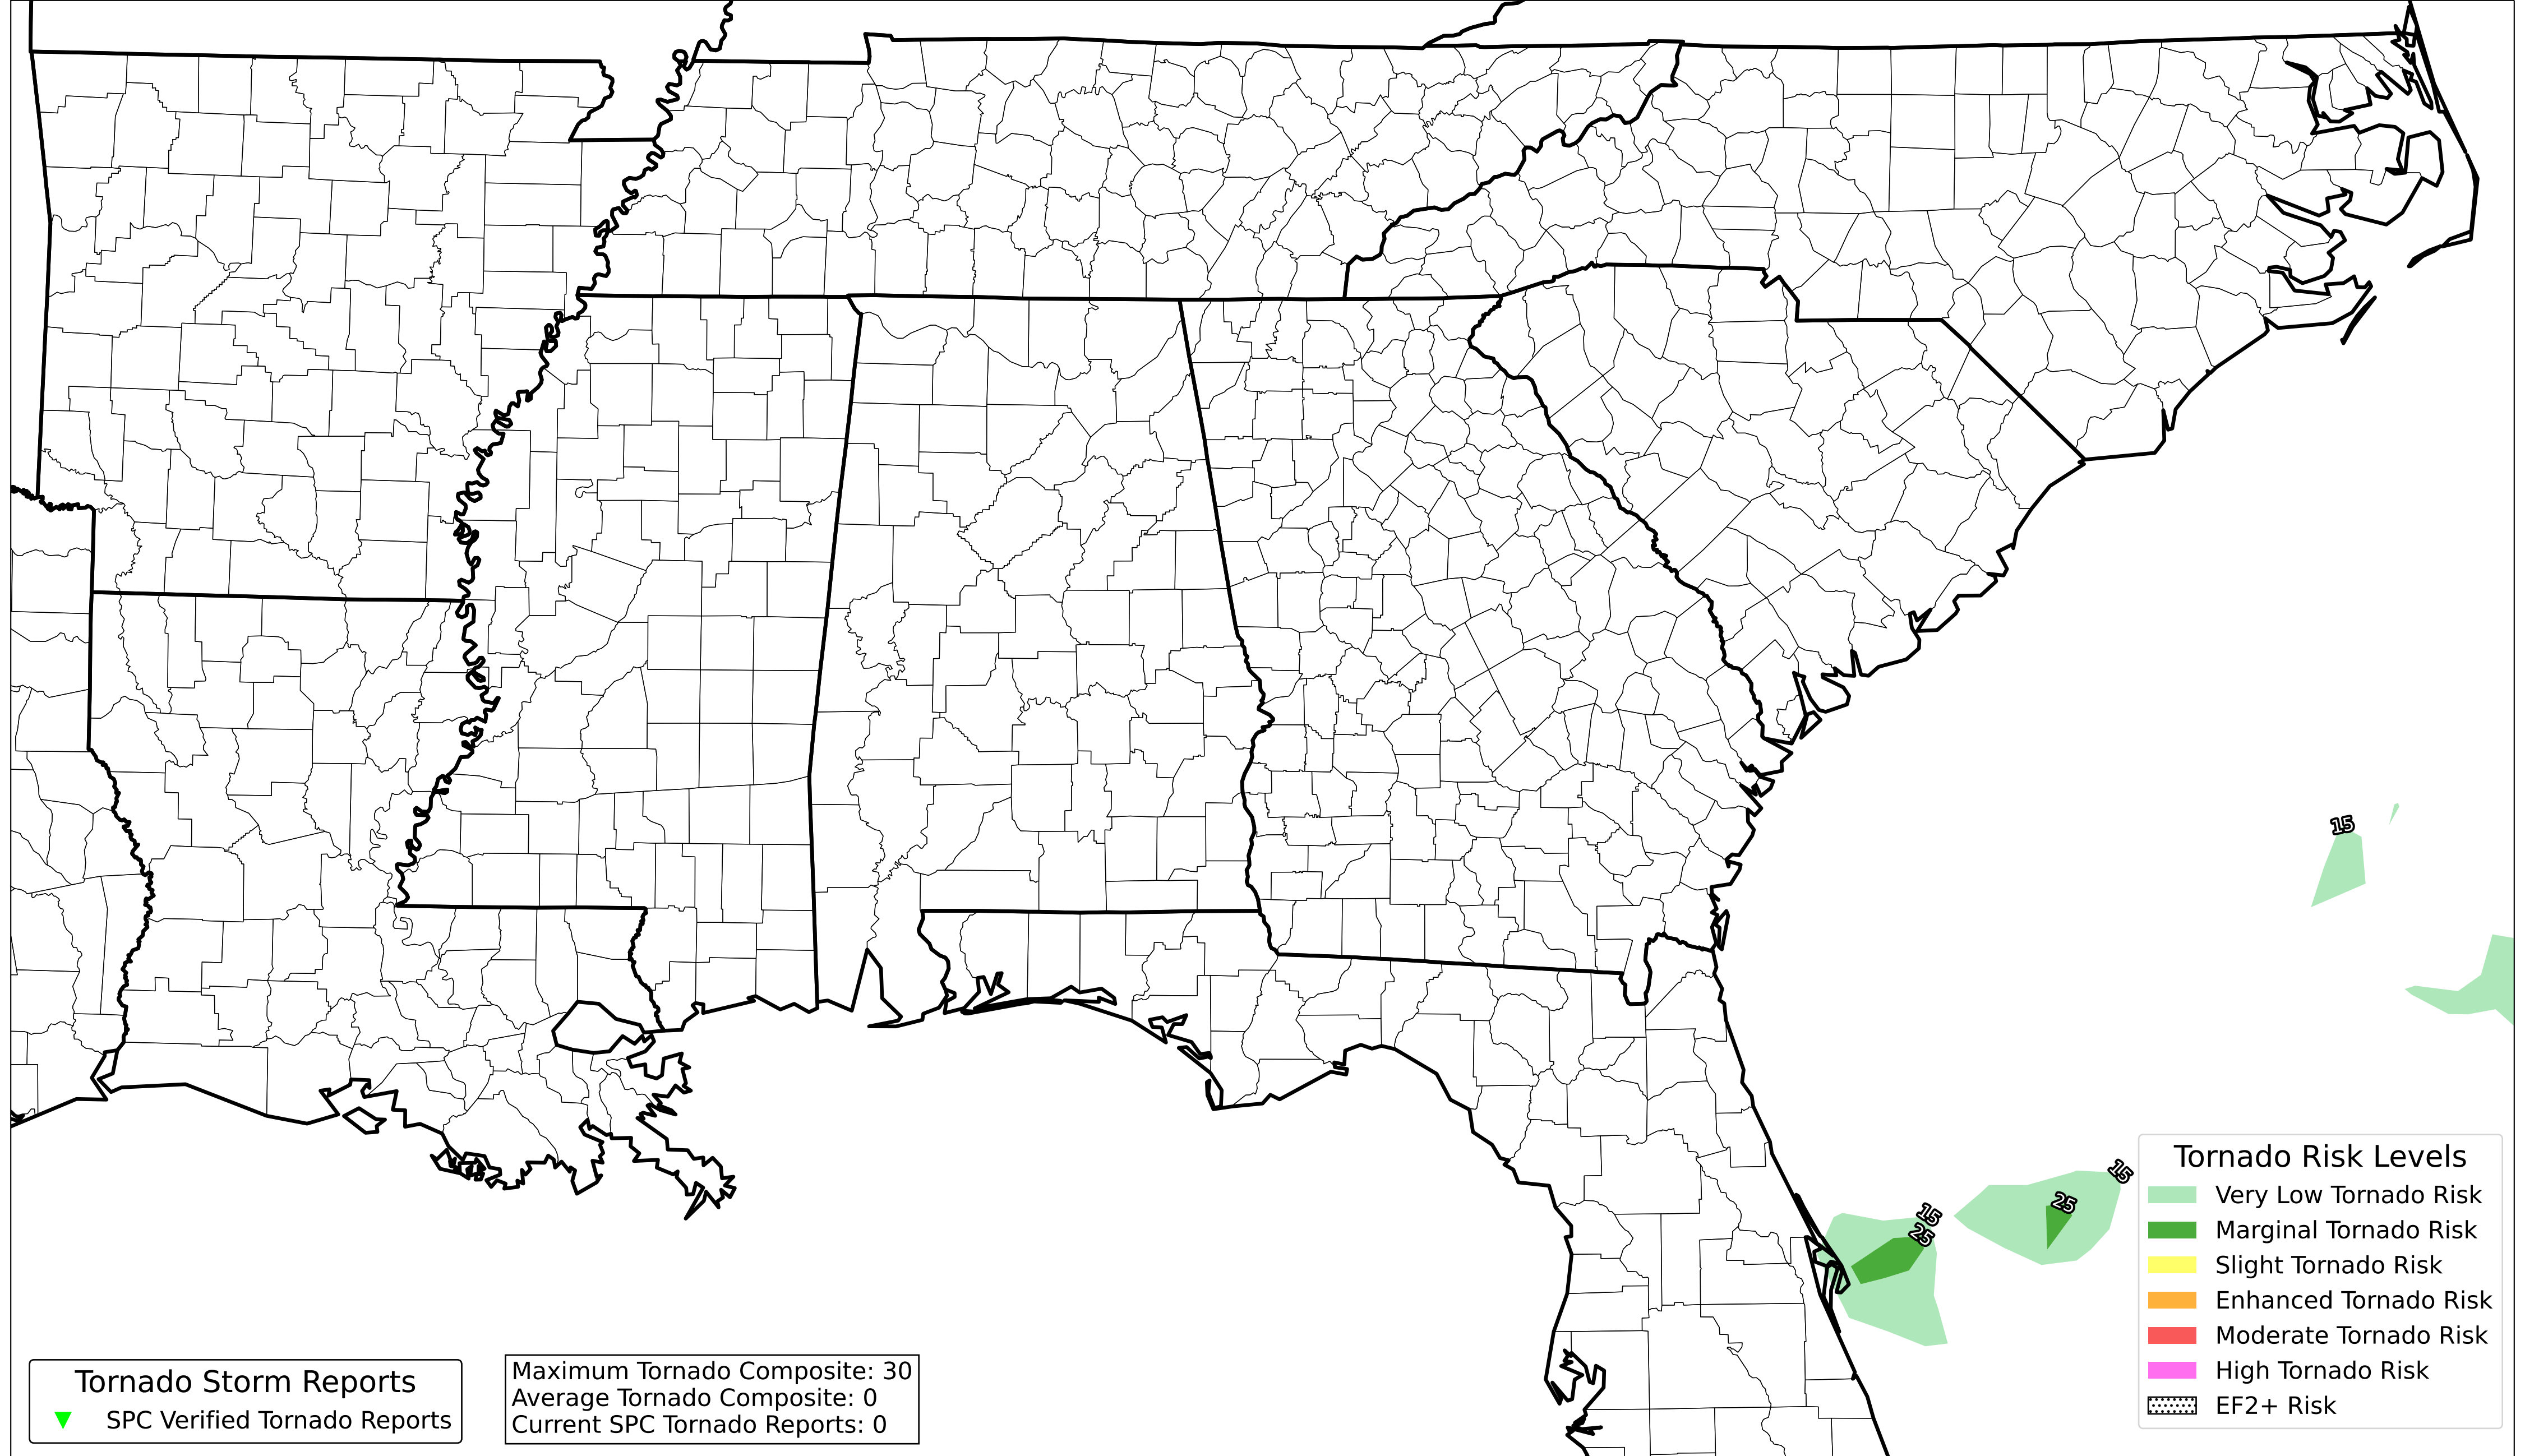 15
15
25
15
25
Tornado Risk Levels
Very Low Tornado Risk
Marginal Tornado Risk
Slight Tornado Risk
Enhanced Tornado Risk
Moderate Tornado Risk
High Tornado Risk
EF2+ Risk
Tornado Storm Reports
SPC Verified Tornado Reports
Maximum Tornado Composite: 30
Average Tornado Composite: 0
Current SPC Tornado Reports: 0